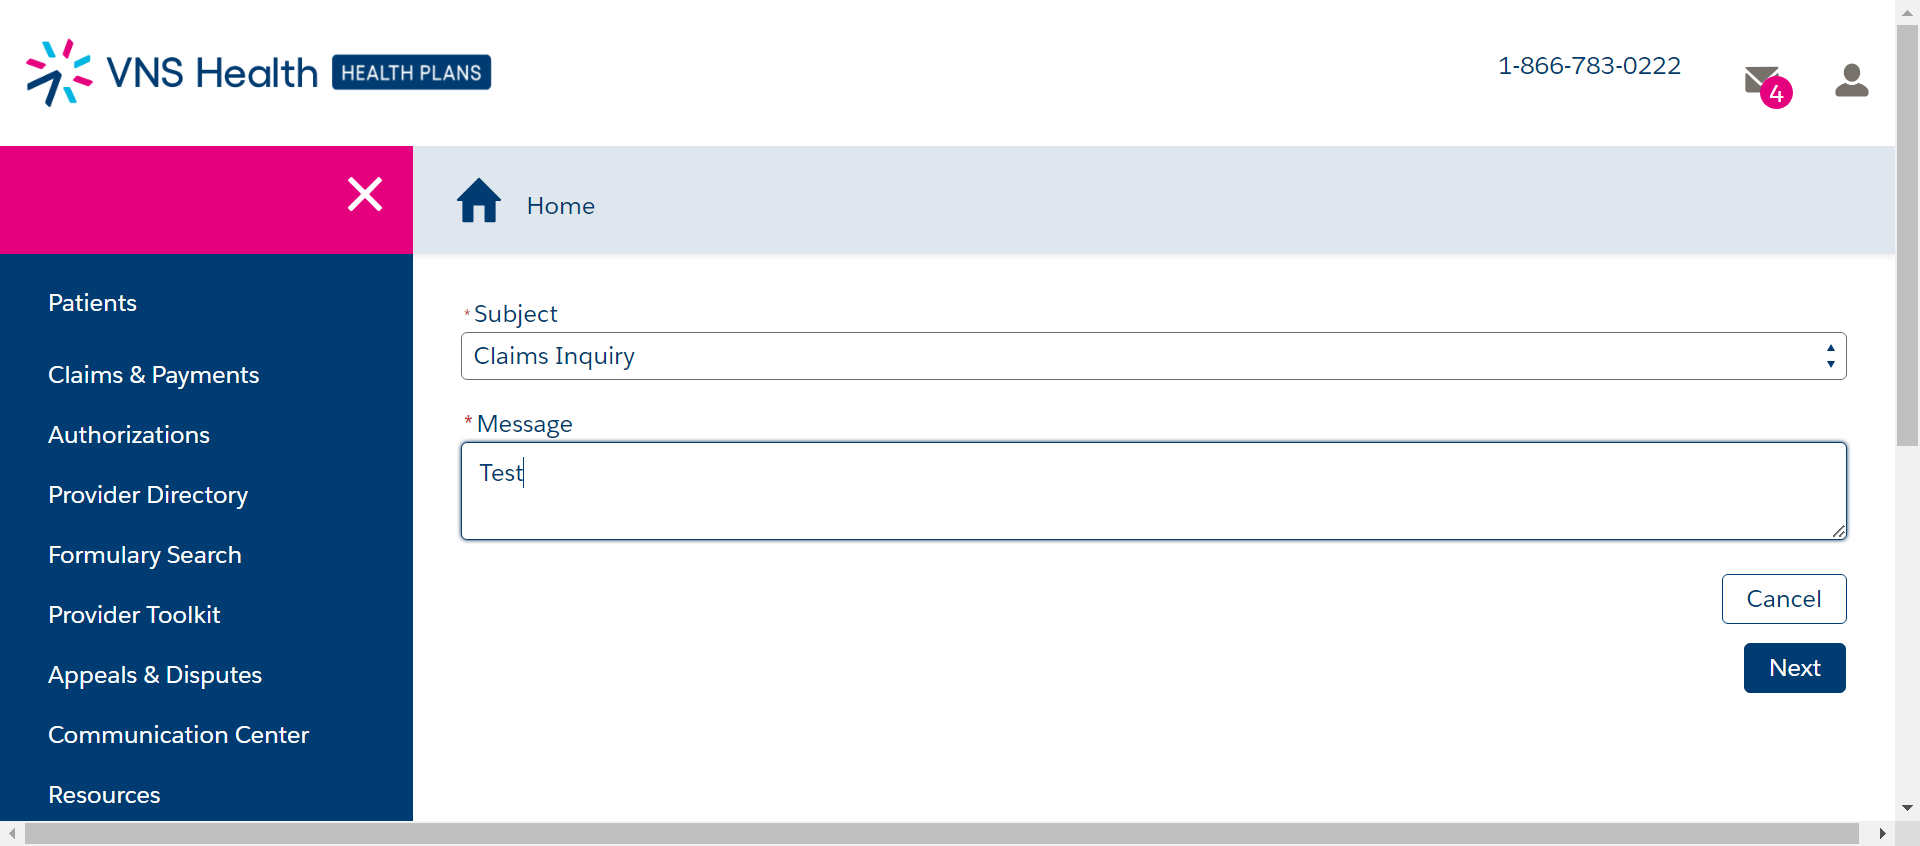 VNS Health HEALTH PLANS
1-866-783-0222
4
Home
Patients
Claims & Payments
Authorizations
Provider Directory
Formulary Search
Provider Toolkit
Appeals & Disputes
Communication Center
Resources
*Subject
Claims Inquiry
*Message
Test
Cancel
Next